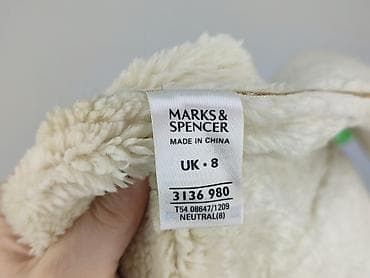 MARKS &
SPENCER
MADE IN CHINA
UK • 8
3136 980
T54 08647/1209
NEUTRAL(8)